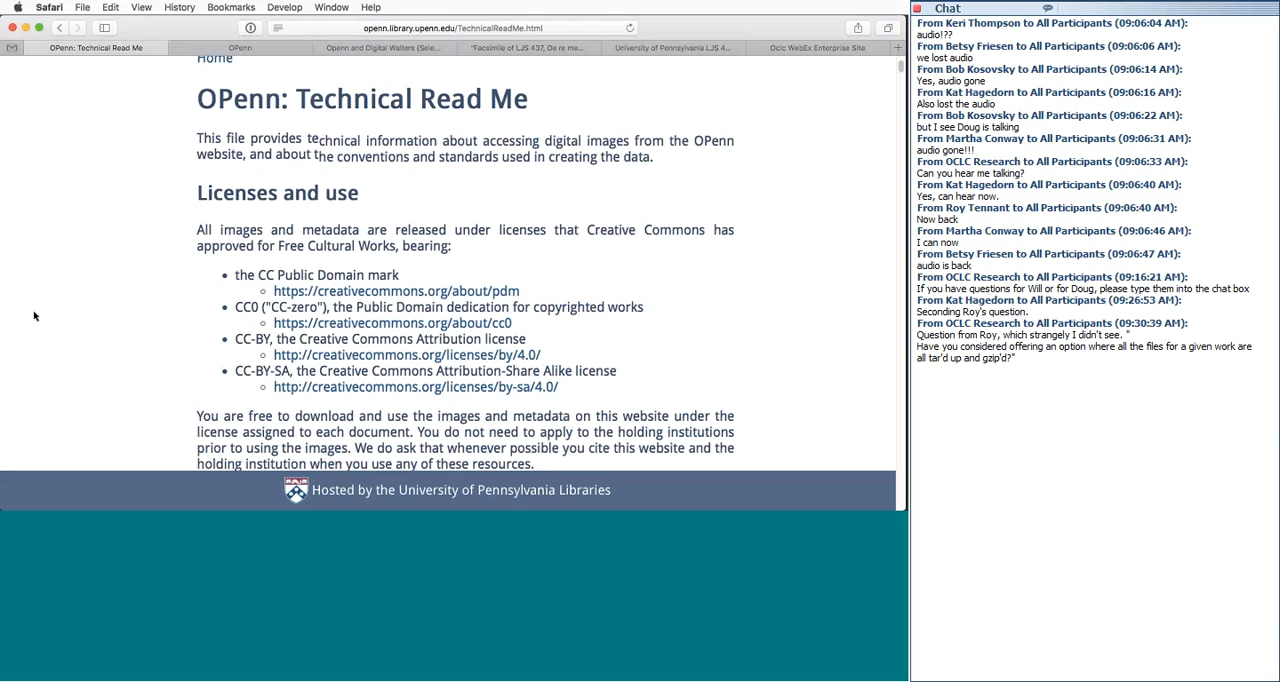 Safari File Edit View History Bookmarks Develop Window Help
openn.library.upenn.edu/TechnicalReadMe.html
OPenn: Technical Read Me
OPenn
Openn and Digital Walters (Sele...
"Facsimile of LJS 437, De re me...
University of Pennsylvania LJS 4...
Oclc WebEx Enterprise Site
Home
OPenn: Technical Read Me
This file provides technical information about accessing digital images from the OPenn
website, and about the conventions and standards used in creating the data.
Licenses and use
All images and metadata are released under licenses that Creative Commons has
approved for Free Cultural Works, bearing:
the CC Public Domain mark
https://creativecommons.org/about/pdm
CC0 ("CC-zero"), the Public Domain dedication for copyrighted works
https://creativecommons.org/about/cc0
CC-BY, the Creative Commons Attribution license
http://creativecommons.org/licenses/by/4.0/
CC-BY-SA, the Creative Commons Attribution-Share Alike license
http://creativecommons.org/licenses/by-sa/4.0/
You are free to download and use the images and metadata on this website under the
license assigned to each document. You do not need to apply to the holding institutions
prior to using the images. We do ask that whenever possible you cite this website and the
holding institution when you use any of these resources.
Hosted by the University of Pennsylvania Libraries
Chat
From Keri Thompson to All Participants (09:06:04 AM):
audio!??
From Betsy Friesen to All Participants (09:06:06 AM):
we lost audio
From Bob Kosovsky to All Participants (09:06:14 AM):
Yes, audio gone
From Kat Hagedorn to All Participants (09:06:16 AM):
Also lost the audio
From Bob Kosovsky to All Participants (09:06:22 AM):
but I see Doug is talking
From Martha Conway to All Participants (09:06:31 AM):
audio gone!!!
From OCLC Research to All Participants (09:06:33 AM):
Can you hear me talking?
From Kat Hagedorn to All Participants (09:06:40 AM):
Yes, can hear now.
From Roy Tennant to All Participants (09:06:40 AM):
Now back
From Martha Conway to All Participants (09:06:46 AM):
I can now
From Betsy Friesen to All Participants (09:06:47 AM):
audio is back
From OCLC Research to All Participants (09:16:21 AM):
If you have questions for Will or for Doug, please type them into the chat box
From Kat Hagedorn to All Participants (09:26:53 AM):
Seconding Roy's question.
From OCLC Research to All Participants (09:30:39 AM):
Question from Roy, which strangely I didn't see. "
Have you considered offering an option where all the files for a given work are
all tar'd up and gzip'd?"